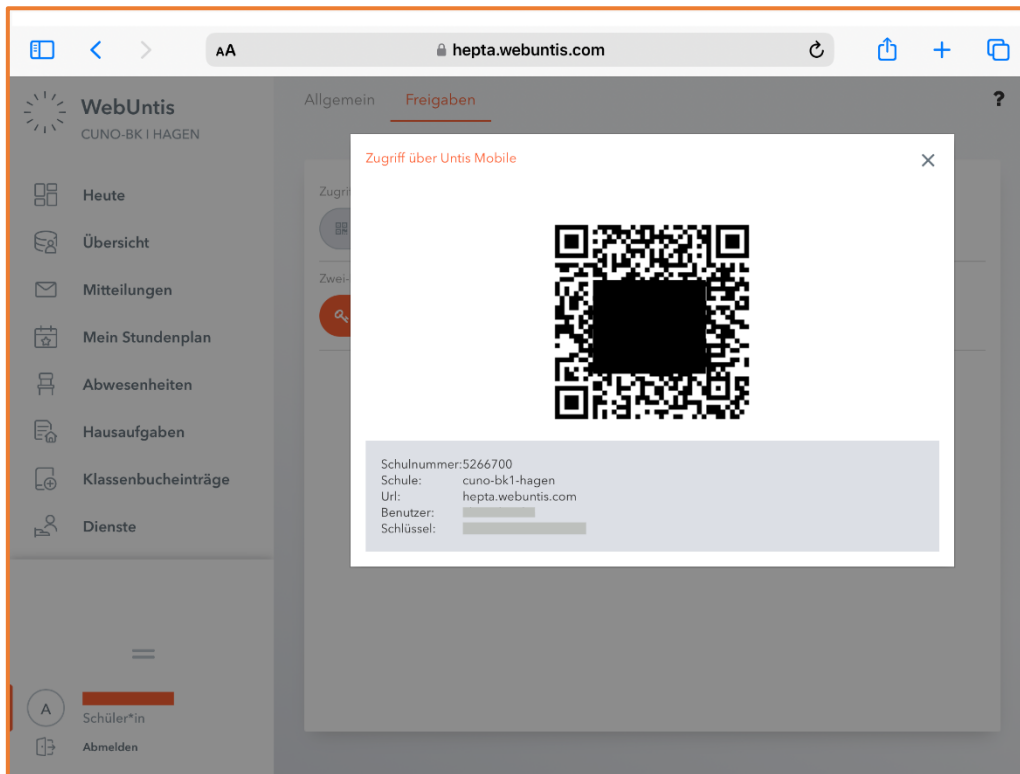 AA
hepta.webuntis.com
WebUntis
CUNO-BK I HAGEN
Heute
Übersicht
Mitteilungen
Mein Stundenplan
Abwesenheiten
Hausaufgaben
Klassenbucheinträge
Dienste
A
Schüler*in
Abmelden
Allgemein Freigaben
?
Zugri
Zwei-
Zugriff über Untis Mobile
Schulnummer:5266700
Schule: cuno-bk1-hagen
Url: hepta.webuntis.com
Benutzer:
Schlüssel: